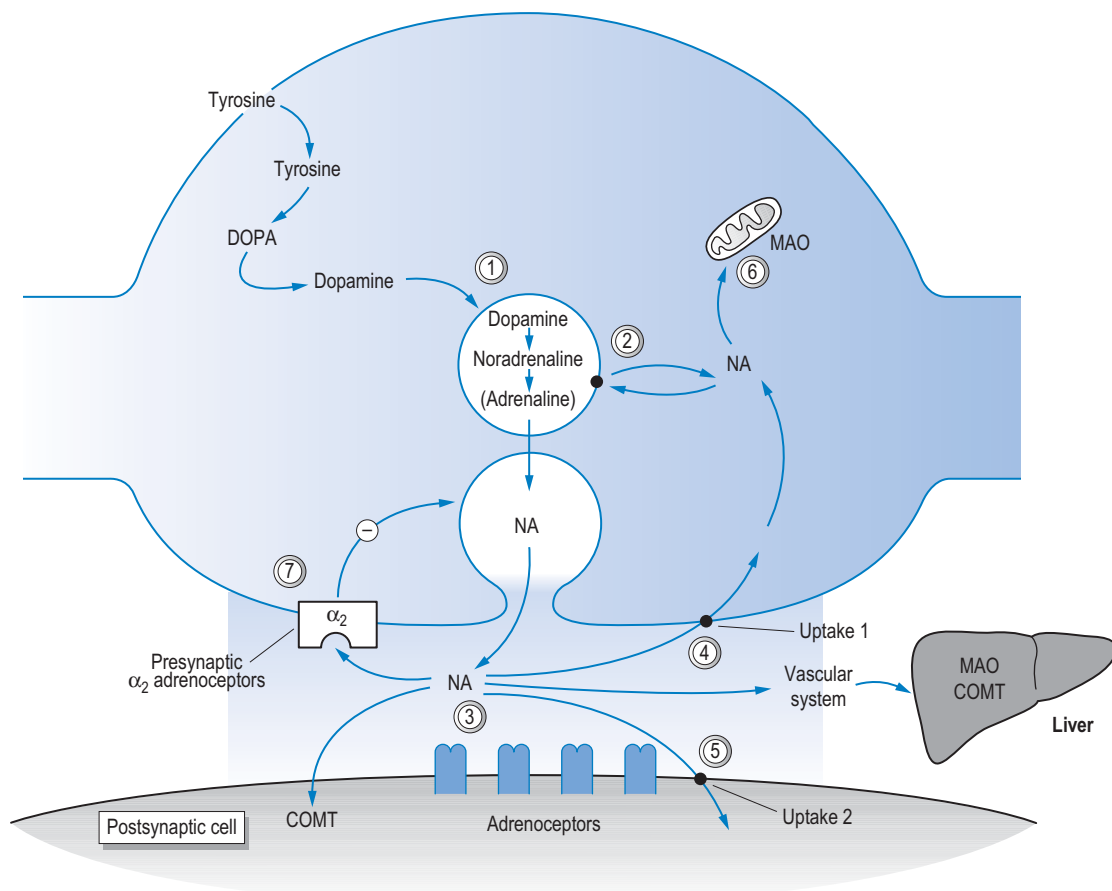 Tyrosine
Tyrosine
DOPA
Dopamine
1
Dopamine
Noradrenaline
(Adrenaline)
2
NA
6
MAO
NA
−
7
α2
Presynaptic
α2 adrenoceptors
NA
3
4
Uptake 1
Vascular
system
MAO
COMT
Liver
5
Uptake 2
Postsynaptic cell
COMT
Adrenoceptors